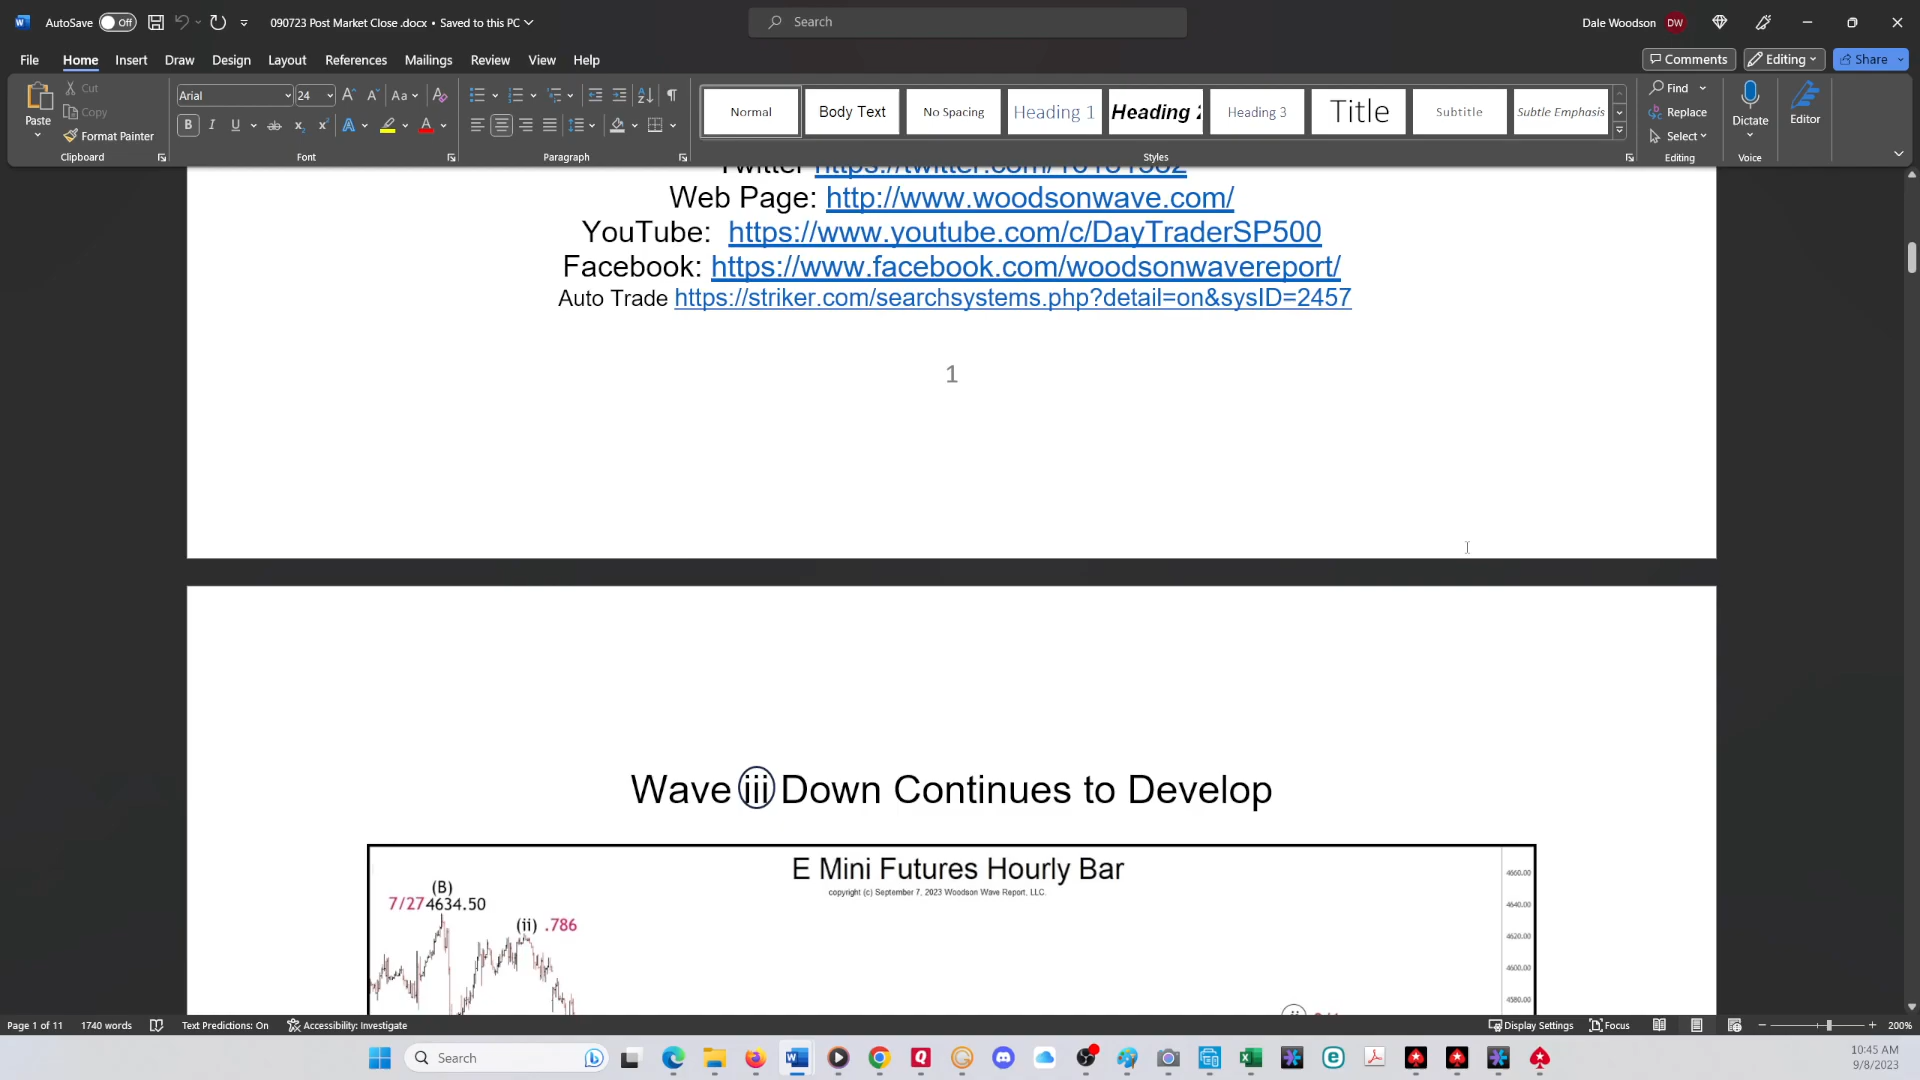 AutoSave Off 090723 Post Market Close .docx • Saved to this PC Search Dale Woodson DW
File Home Insert Draw Design Layout References Mailings Review View Help Comments Editing Share
Paste Cut Copy Format Painter Clipboard
Arial 24 Font
Paragraph
Normal Body Text No Spacing Heading 1 Heading 2 Heading 3 Title Subtitle Subtle Emphasis Styles
Find Replace Select Editing
Dictate Voice
Editor
Web Page: http://www.woodsonwave.com/
YouTube: https://www.youtube.com/c/DayTraderSP500
Facebook: https://www.facebook.com/woodsonwavereport/
Auto Trade https://striker.com/searchsystems.php?detail=on&sysID=2457
1
Wave iii Down Continues to Develop
E Mini Futures Hourly Bar
copyright (c) September 7, 2023 Woodson Wave Report, LLC.
(B)
7/27 4634.50
(ii) .786
4660.00
4640.00
4620.00
4600.00
4580.00
Page 1 of 11 1740 words Text Predictions: On Accessibility: Investigate Display Settings Focus 200%
Search
10:45 AM
9/8/2023